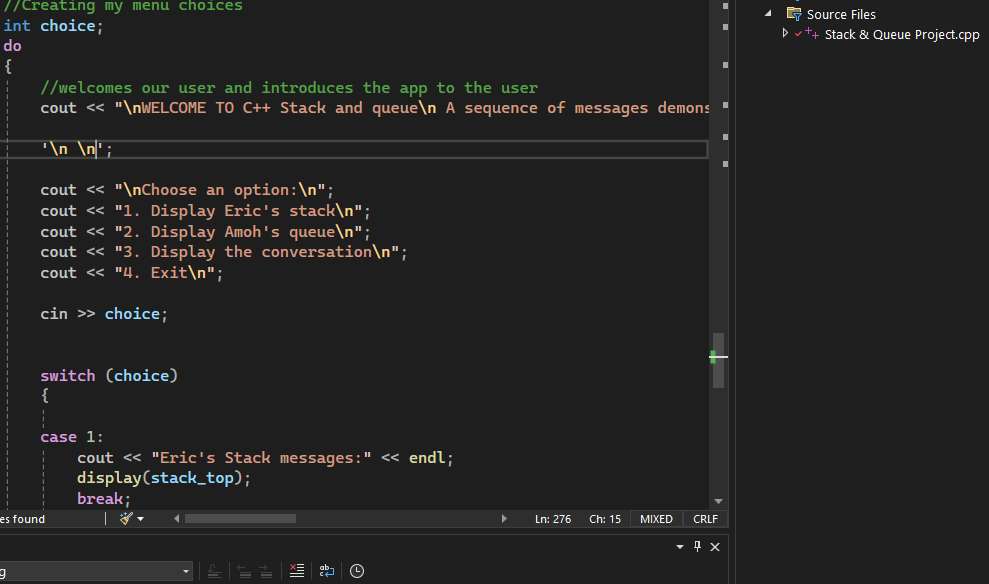 //Creating my menu choices
int choice;
do
{
//welcomes our user and introduces the app to the user
cout << "\nWELCOME TO C++ Stack and queue\n A sequence of messages demons
'\n \n';
cout << "\nChoose an option:\n";
cout << "1. Display Eric's stack\n";
cout << "2. Display Amoh's queue\n";
cout << "3. Display the conversation\n";
cout << "4. Exit\n";
cin >> choice;
switch (choice)
{
case 1:
cout << "Eric's Stack messages:" << endl;
display(stack_top);
break;
es found
Ln: 276
Ch: 15
MIXED
CRLF
g
Source Files
Stack & Queue Project.cpp